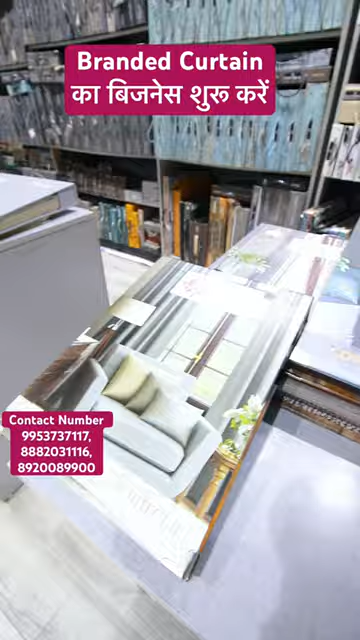 Branded Curtain
का बिजनेस शुरू करें
Contact Number
9953737117,
8882031116,
8920089900